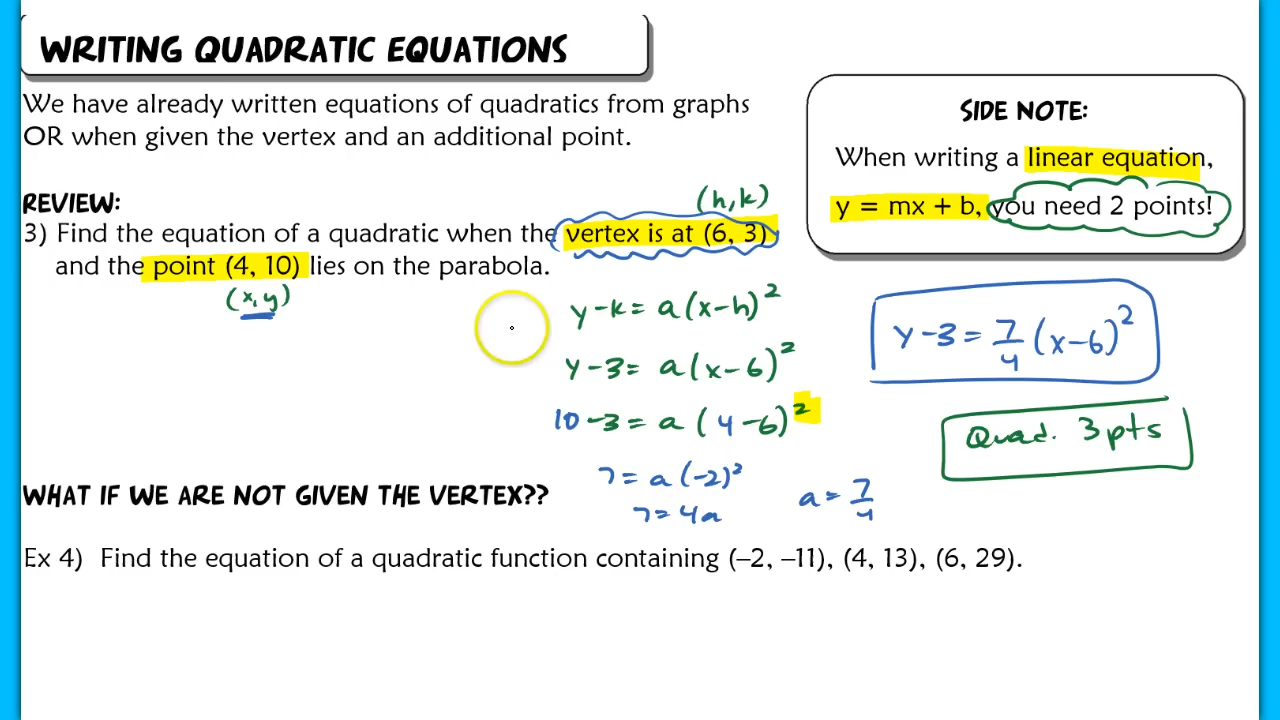 WRITING QUADRATIC EQUATIONS
We have already written equations of quadratics from graphs
OR when given the vertex and an additional point.
SIDE NOTE:
When writing a linear equation,
y = mx + b, you need 2 points!
REVIEW:
(h, k)
3) Find the equation of a quadratic when the vertex is at (6, 3)
and the point (4, 10) lies on the parabola.
(x, y)
y-k = a(x-h)²
y-3 = a(x-6)²
10-3 = a(4-6)²
7 = a(-2)²
7 = 4a
a = 7/4
y-3 = 7/4 (x-6)²
Quad. 3pts
WHAT IF WE ARE NOT GIVEN THE VERTEX??
Ex 4) Find the equation of a quadratic function containing (–2, –11), (4, 13), (6, 29).